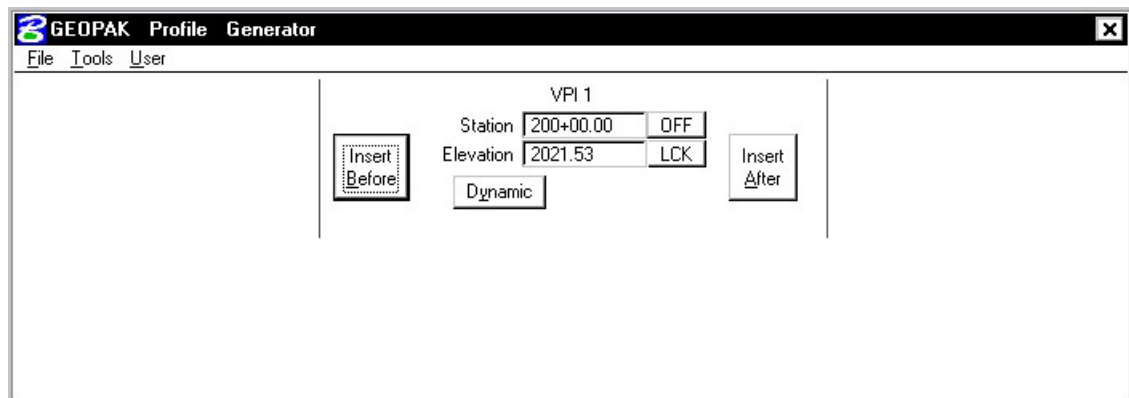 GEOPAK Profile Generator
File Tools User
VPI 1
Station 200+00.00 OFF
Elevation 2021.53 LCK
Insert Before
Dynamic
Insert After